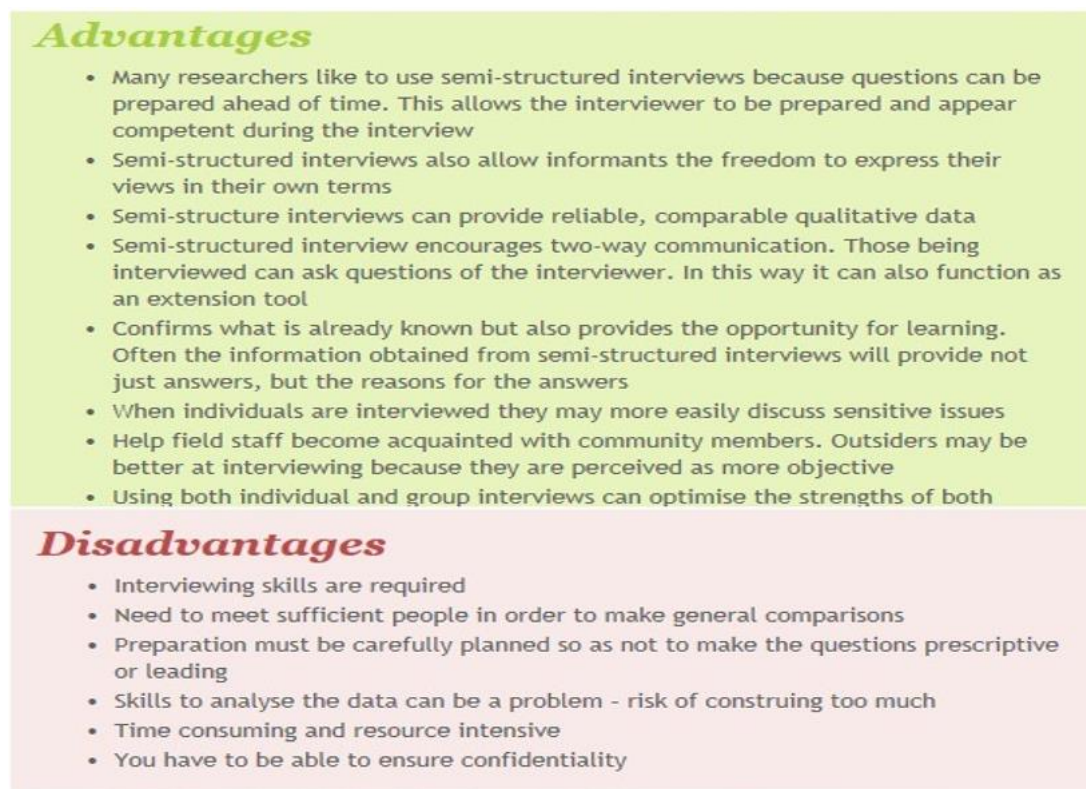 Advantages
• Many researchers like to use semi-structured interviews because questions can be
prepared ahead of time. This allows the interviewer to be prepared and appear
competent during the interview
• Semi-structured interviews also allow informants the freedom to express their
views in their own terms
• Semi-structure interviews can provide reliable, comparable qualitative data
• Semi-structured interview encourages two-way communication. Those being
interviewed can ask questions of the interviewer. In this way it can also function as
an extension tool
• Confirms what is already known but also provides the opportunity for learning.
Often the information obtained from semi-structured interviews will provide not
just answers, but the reasons for the answers
• When individuals are interviewed they may more easily discuss sensitive issues
• Help field staff become acquainted with community members. Outsiders may be
better at interviewing because they are perceived as more objective
• Using both individual and group interviews can optimise the strengths of both
Disadvantages
• Interviewing skills are required
• Need to meet sufficient people in order to make general comparisons
• Preparation must be carefully planned so as not to make the questions prescriptive
or leading
• Skills to analyse the data can be a problem - risk of construing too much
• Time consuming and resource intensive
• You have to be able to ensure confidentiality